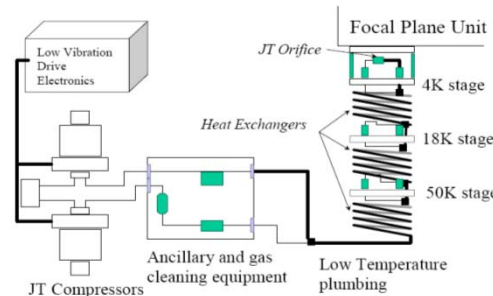 Focal Plane Unit
Low Vibration
Drive
Electronics
JT Orifice
4K stage
Heat Exchangers
18K stage
50K stage
Ancillary and gas
cleaning equipment
Low Temperature
plumbing
JT Compressors